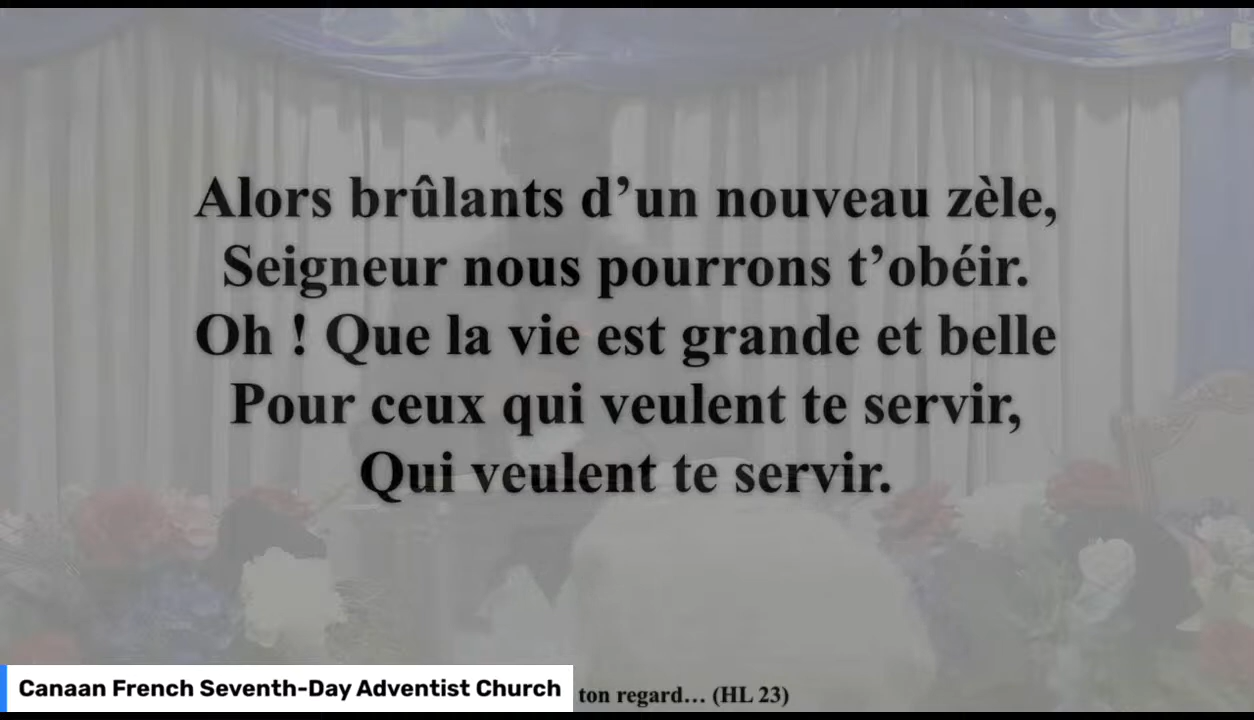 Alors brûlants d’un nouveau zèle,
Seigneur nous pourrons t’obéir.
Oh ! Que la vie est grande et belle
Pour ceux qui veulent te servir,
Qui veulent te servir.
Canaan French Seventh-Day Adventist Church
ton regard... (HL 23)